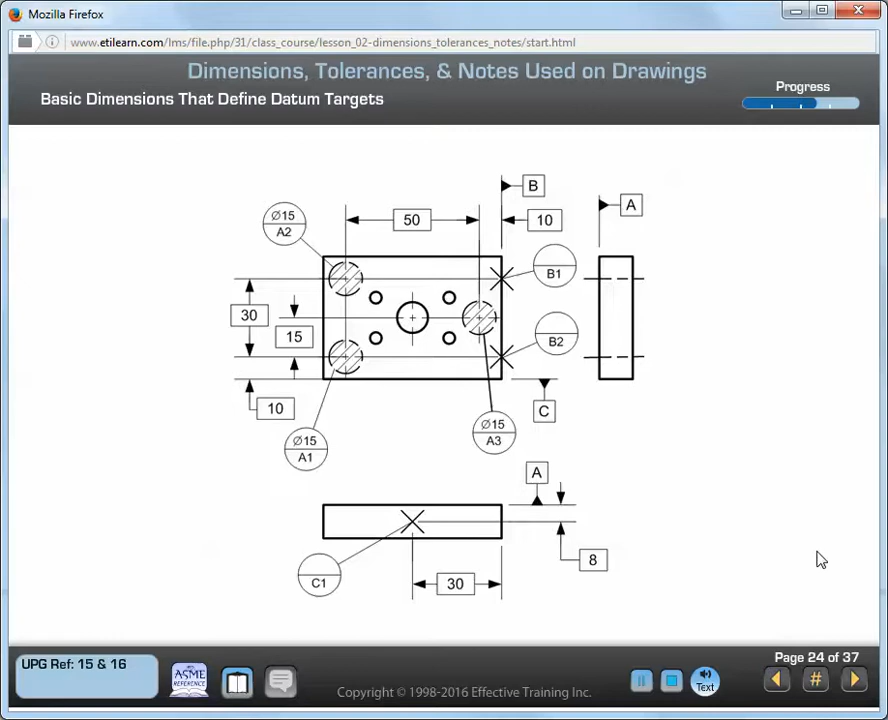 Mozilla Firefox
www.etilearn.com/lms/file.php/31/class_course/lesson_02-dimensions_tolerances_notes/start.html
Dimensions, Tolerances, & Notes Used on Drawings
Basic Dimensions That Define Datum Targets
Progress
B
A
50
10
Ø15
A2
B1
30
15
B2
10
C
Ø15
A1
Ø15
A3
A
8
C1
30
UPG Ref: 15 & 16
ASME
REFERENCE
Copyright © 1998-2016 Effective Training Inc.
Text
Page 24 of 37
#